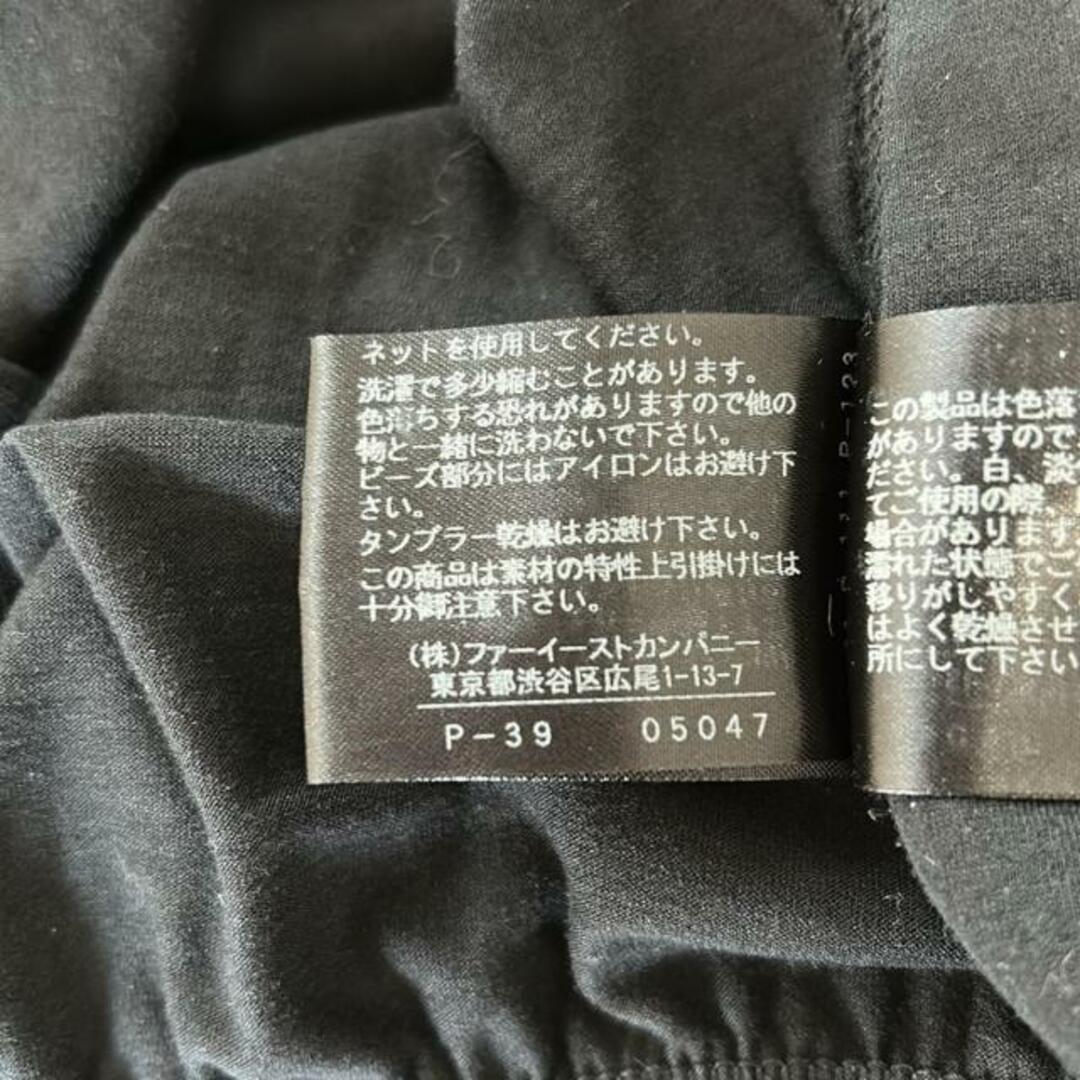 ネットを使用してください。
洗濯で多少縮むことがあります。
色落ちする恐れがありますので他の
物と一緒に洗わないで下さい。
ビーズ部分にはアイロンはお避け下
さい。
タンブラー乾燥はお避け下さい。
この商品は素材の特性上引掛けには
十分御注意下さい。
(株)ファーイーストカンパニー
東京都渋谷区広尾1-13-7
P-39 05047
P-123
この製品は色落
がありますので
ださい。白、淡
てご使用の際、
場合があります
濡れた状態でご
移りがしやすく
はよく乾燥させ
所にして下さい